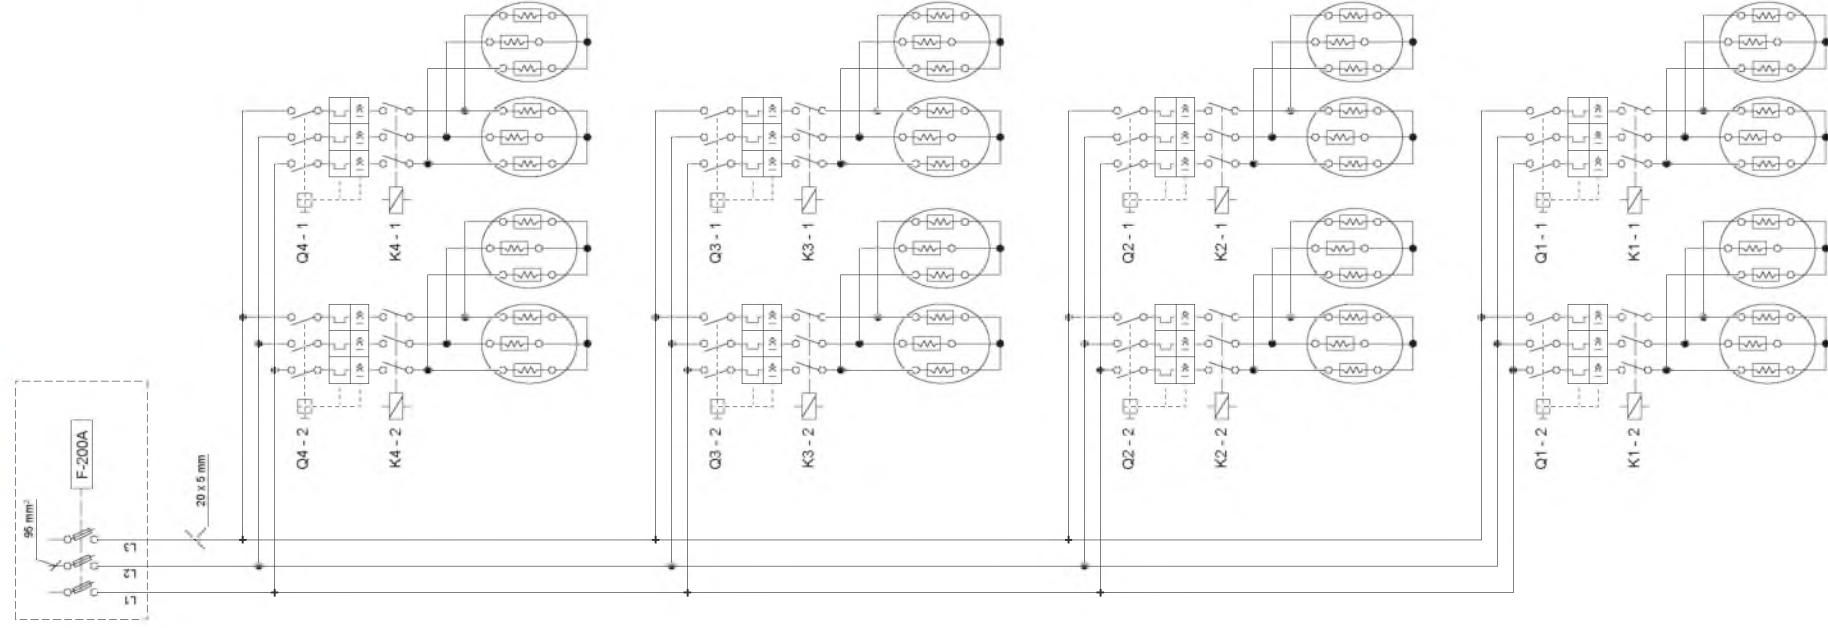 Q4 - 1
K4 - 1
Q3 - 1
K3 - 1
Q2 - 1
K2 - 1
Q1 - 1
K1 - 1
Q4 - 2
K4 - 2
Q3 - 2
K3 - 2
Q2 - 2
K2 - 2
Q1 - 2
K1 - 2
F-200A
95 mm²
20 x 5 mm
L3
L2
L1